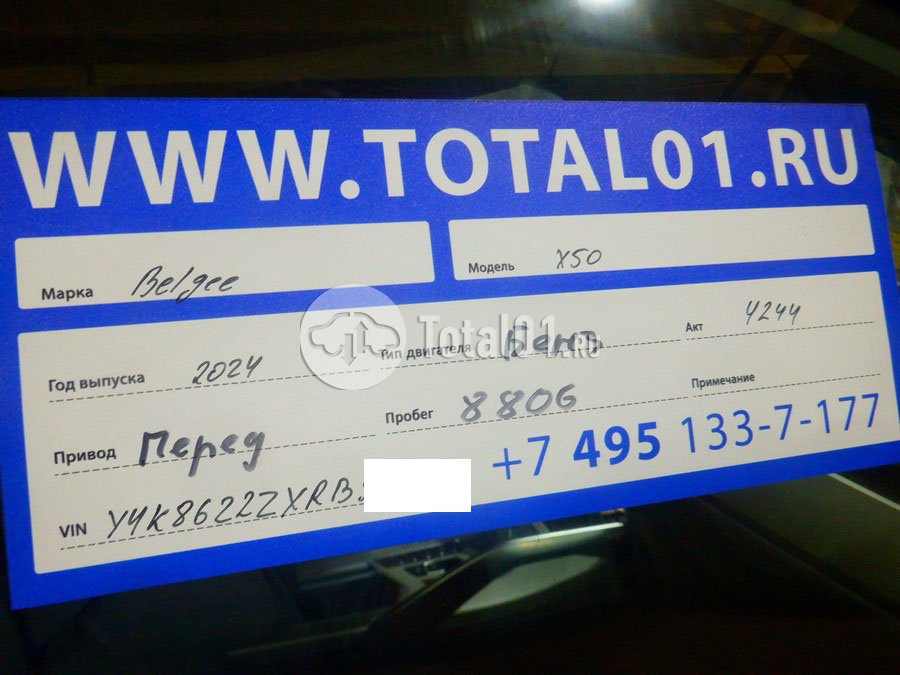 WWW.TOTAL01.RU
Марка Belgee Модель X50
Год выпуска 2024 Тип двигателя Бенз Акт 4244
Привод Перед Пробег 8806 Примечание
+7 495 133-7-177
VIN Y4K8622ZXRB
Total01.RU